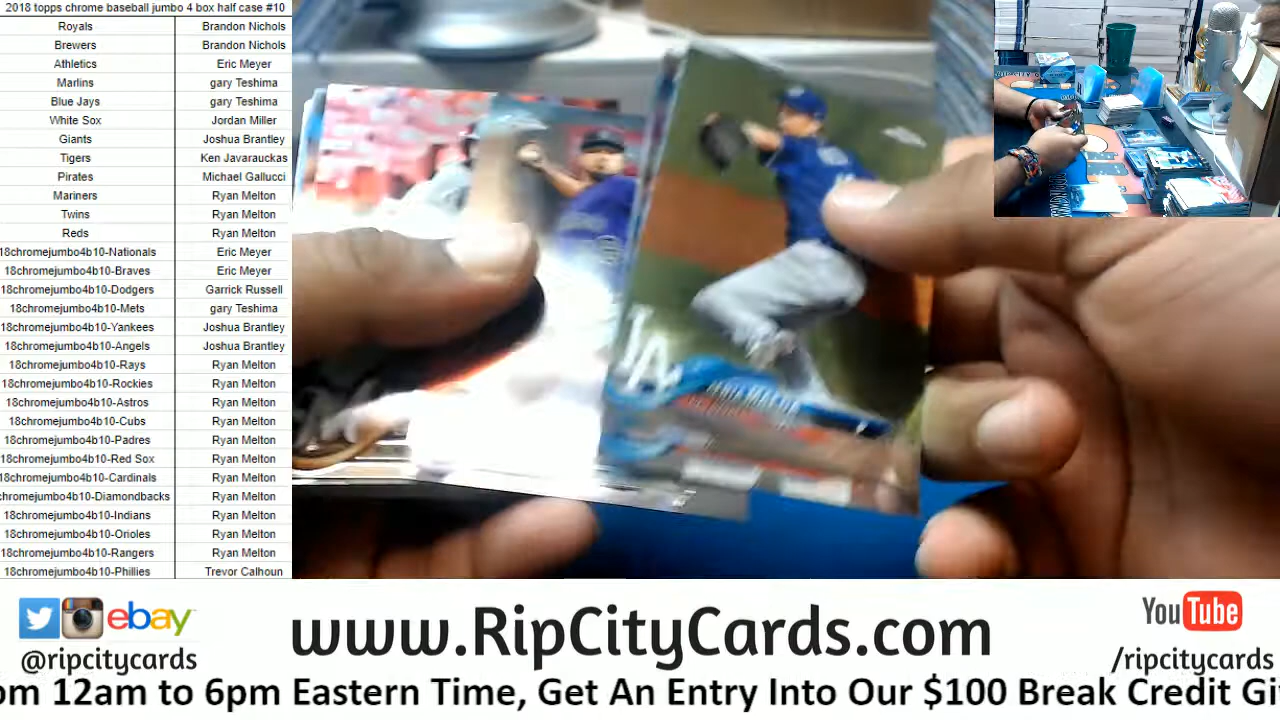 2018 topps chrome baseball jumbo 4 box half case #10
Royals Brandon Nichols
Brewers Brandon Nichols
Athletics Eric Meyer
Marlins gary Teshima
Blue Jays gary Teshima
White Sox Jordan Miller
Giants Joshua Brantley
Tigers Ken Javarauckas
Pirates Michael Gallucci
Mariners Ryan Melton
Twins Ryan Melton
Reds Ryan Melton
18chromejumbo4b10-Nationals Eric Meyer
18chromejumbo4b10-Braves Eric Meyer
18chromejumbo4b10-Dodgers Garrick Russell
18chromejumbo4b10-Mets gary Teshima
18chromejumbo4b10-Yankees Joshua Brantley
18chromejumbo4b10-Angels Joshua Brantley
18chromejumbo4b10-Rays Ryan Melton
18chromejumbo4b10-Rockies Ryan Melton
18chromejumbo4b10-Astros Ryan Melton
18chromejumbo4b10-Cubs Ryan Melton
18chromejumbo4b10-Padres Ryan Melton
18chromejumbo4b10-Red Sox Ryan Melton
18chromejumbo4b10-Cardinals Ryan Melton
chromejumbo4b10-Diamondbacks Ryan Melton
18chromejumbo4b10-Indians Ryan Melton
18chromejumbo4b10-Orioles Ryan Melton
18chromejumbo4b10-Rangers Ryan Melton
18chromejumbo4b10-Phillies Trevor Calhoun
LA
ebay
@ripcitycards
www.RipCityCards.com
YouTube
/ripcitycards
om 12am to 6pm Eastern Time, Get An Entry Into Our $100 Break Credit Gi